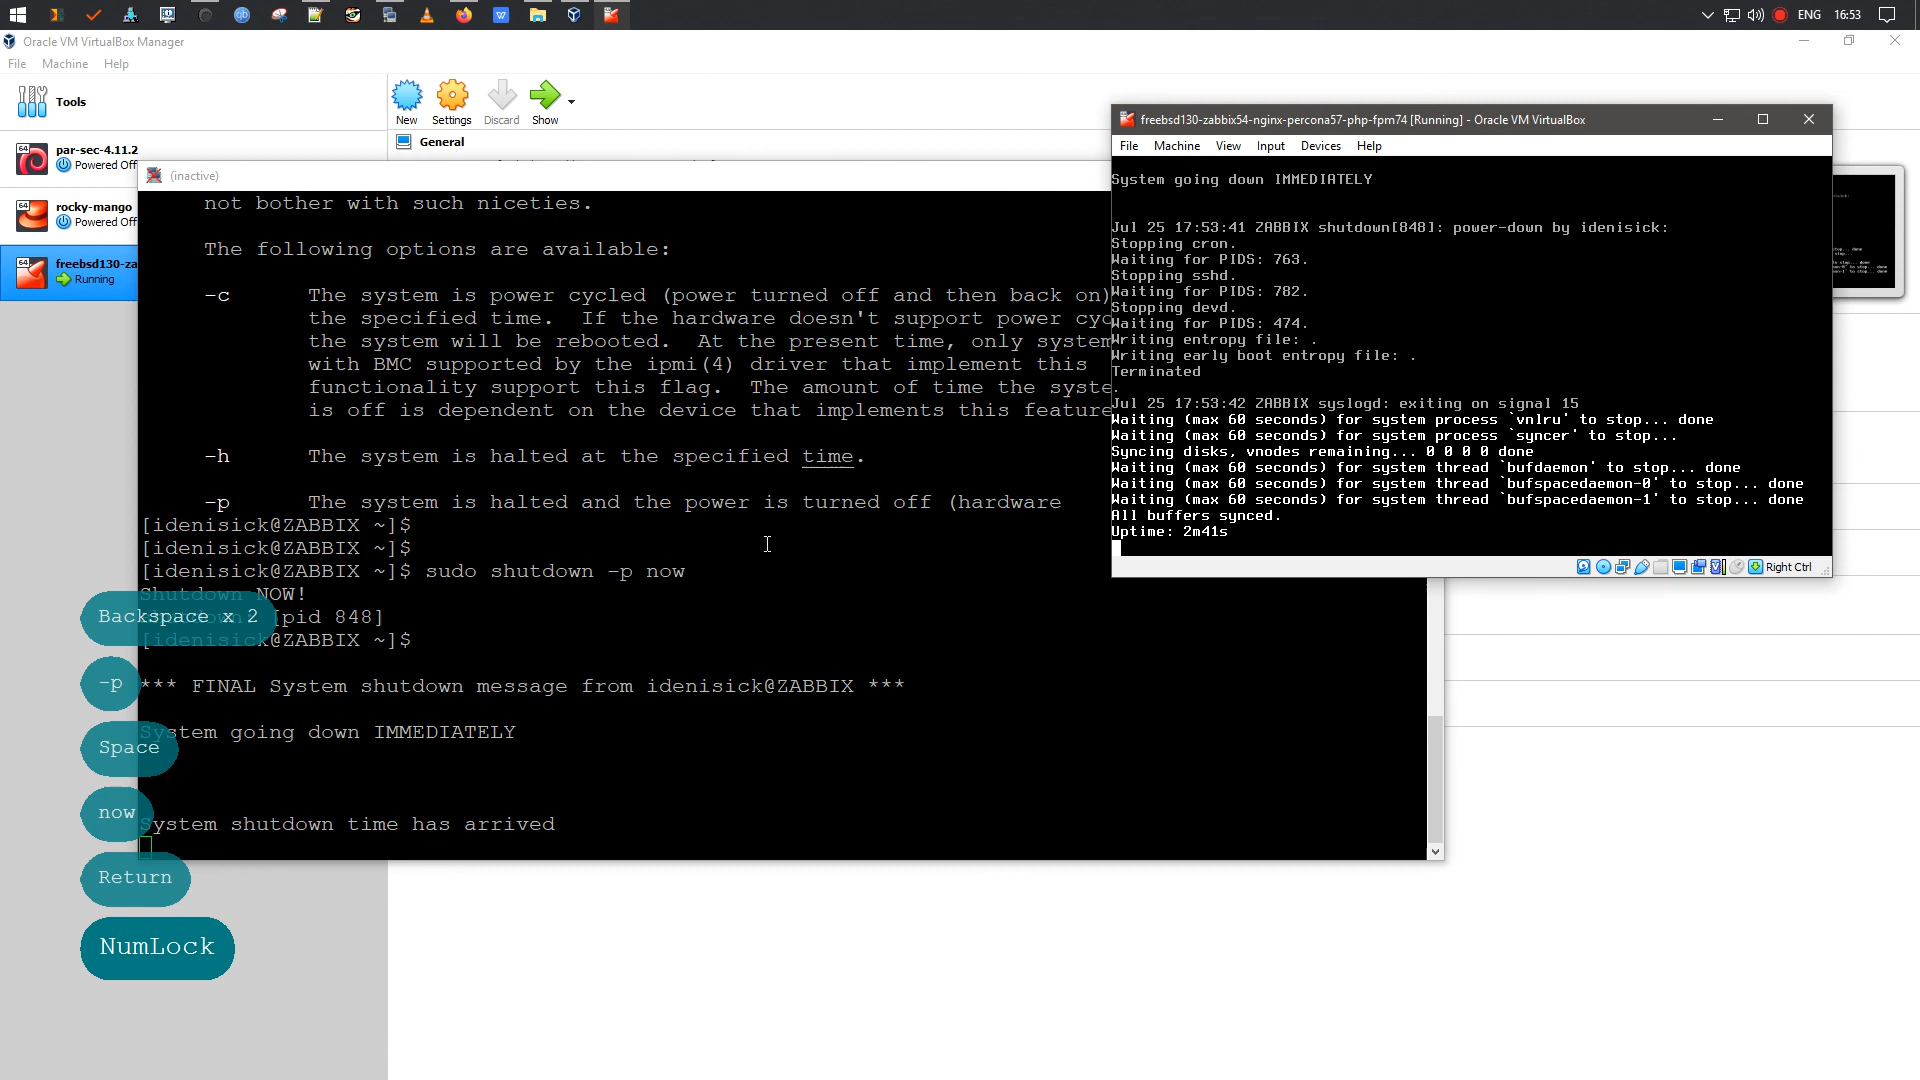 ENG 16:53
Oracle VM VirtualBox Manager
File Machine Help
Tools
New Settings Discard Show
General
64 par-sec-4.11.2
Powered Off
64 rocky-mango
Powered Off
64 freebsd130-za
Running
(inactive)
not bother with such niceties.
The following options are available:
-c The system is power cycled (power turned off and then back on)
the specified time. If the hardware doesn't support power cyc
the system will be rebooted. At the present time, only system
with BMC supported by the ipmi(4) driver that implement this
functionality support this flag. The amount of time the syste
is off is dependent on the device that implements this feature
-h The system is halted at the specified time.
-p The system is halted and the power is turned off (hardware
[idenisick@ZABBIX ~]$
[idenisick@ZABBIX ~]$
[idenisick@ZABBIX ~]$ sudo shutdown -p now
Shutdown NOW!
[pid 848]
[idenisick@ZABBIX ~]$
*** FINAL System shutdown message from idenisick@ZABBIX ***
System going down IMMEDIATELY
System shutdown time has arrived
Backspace x 2
-p
Space
now
Return
NumLock
freebsd130-zabbix54-nginx-percona57-php-fpm74 [Running] - Oracle VM VirtualBox
File Machine View Input Devices Help
System going down IMMEDIATELY
Jul 25 17:53:41 ZABBIX shutdown[848]: power-down by idenisick:
Stopping cron.
Waiting for PIDS: 763.
Stopping sshd.
Waiting for PIDS: 782.
Stopping devd.
Waiting for PIDS: 474.
Writing entropy file: .
Writing early boot entropy file: .
Terminated
.
Jul 25 17:53:42 ZABBIX syslogd: exiting on signal 15
Waiting (max 60 seconds) for system process `vnlru' to stop... done
Waiting (max 60 seconds) for system process `syncer' to stop...
Syncing disks, vnodes remaining... 0 0 0 0 done
Waiting (max 60 seconds) for system thread `bufdaemon' to stop... done
Waiting (max 60 seconds) for system thread `bufspacedaemon-0' to stop... done
Waiting (max 60 seconds) for system thread `bufspacedaemon-1' to stop... done
All buffers synced.
Uptime: 2m41s
Right Ctrl